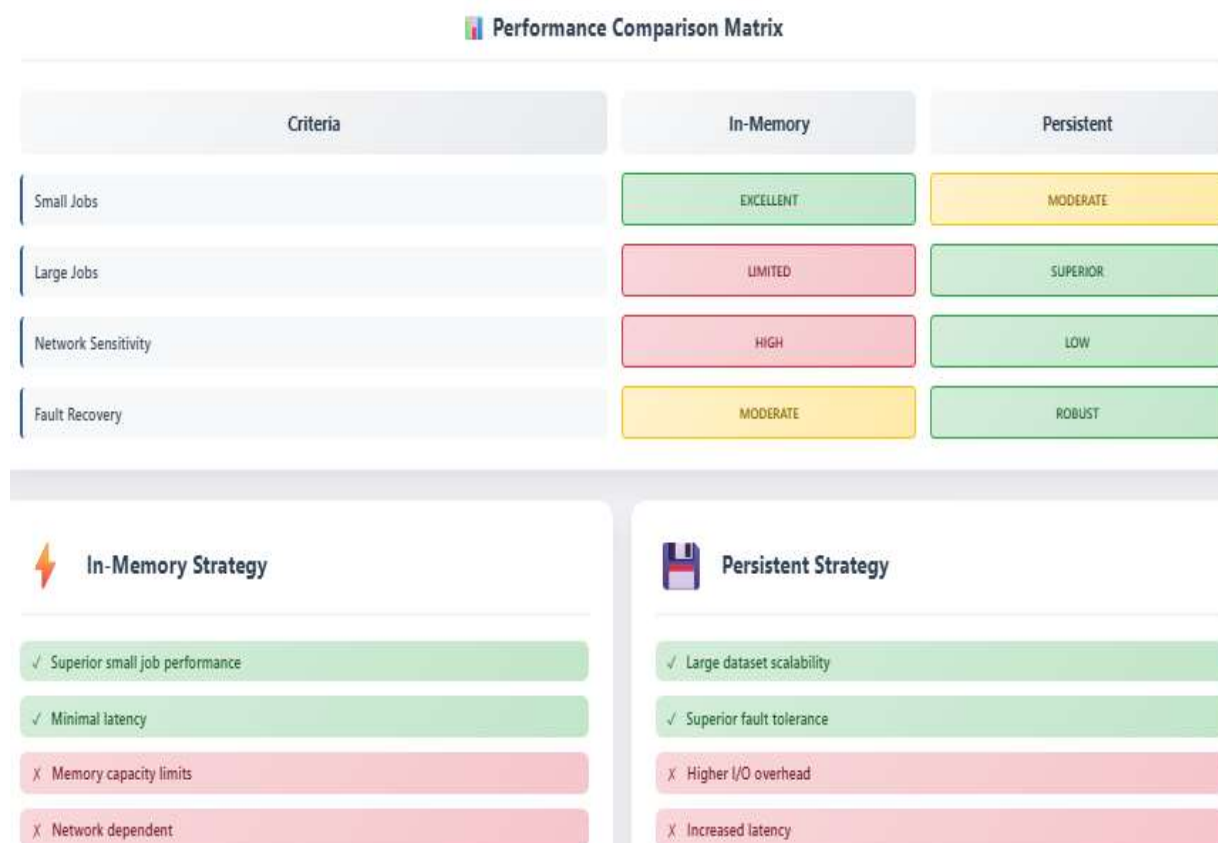 Performance Comparison Matrix
Criteria In-Memory Persistent
Small Jobs EXCELLENT MODERATE
Large Jobs LIMITED SUPERIOR
Network Sensitivity HIGH LOW
Fault Recovery MODERATE ROBUST
In-Memory Strategy
✓ Superior small job performance
✓ Minimal latency
✗ Memory capacity limits
✗ Network dependent
Persistent Strategy
✓ Large dataset scalability
✓ Superior fault tolerance
✗ Higher I/O overhead
✗ Increased latency